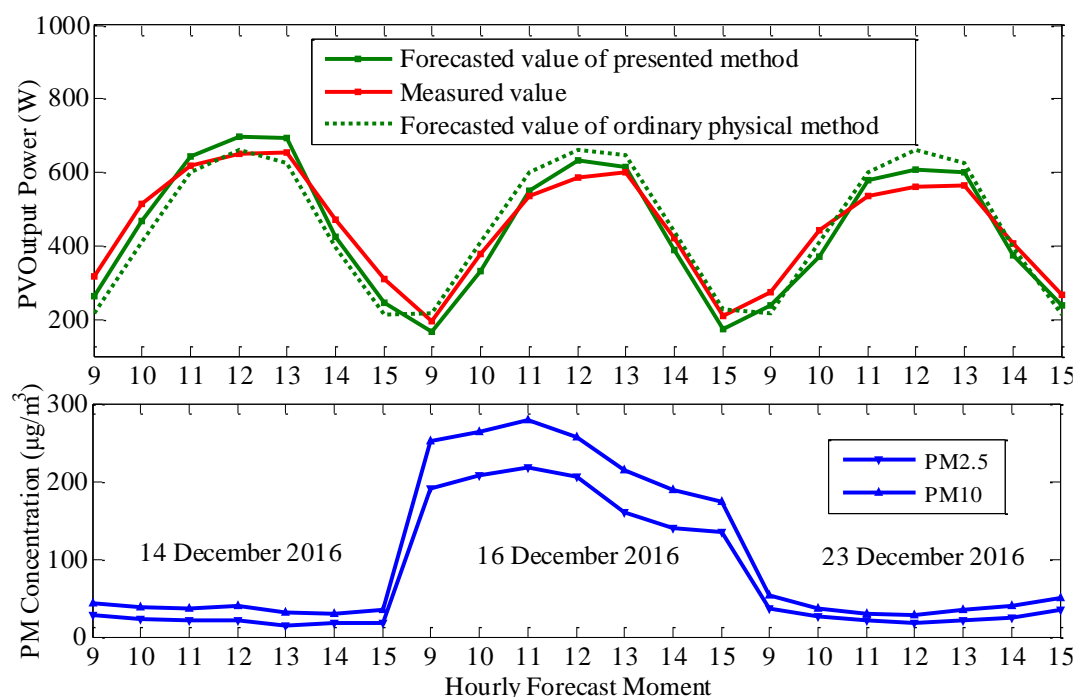 1000
800
600
400
200
PVOutput Power (W)
Forecasted value of presented method
Measured value
Forecasted value of ordinary physical method
9 10 11 12 13 14 15 9 10 11 12 13 14 15 9 10 11 12 13 14 15
300
200
100
0
PM Concentration (μg/m³)
PM2.5
PM10
14 December 2016
16 December 2016
23 December 2016
9 10 11 12 13 14 15 9 10 11 12 13 14 15 9 10 11 12 13 14 15
Hourly Forecast Moment